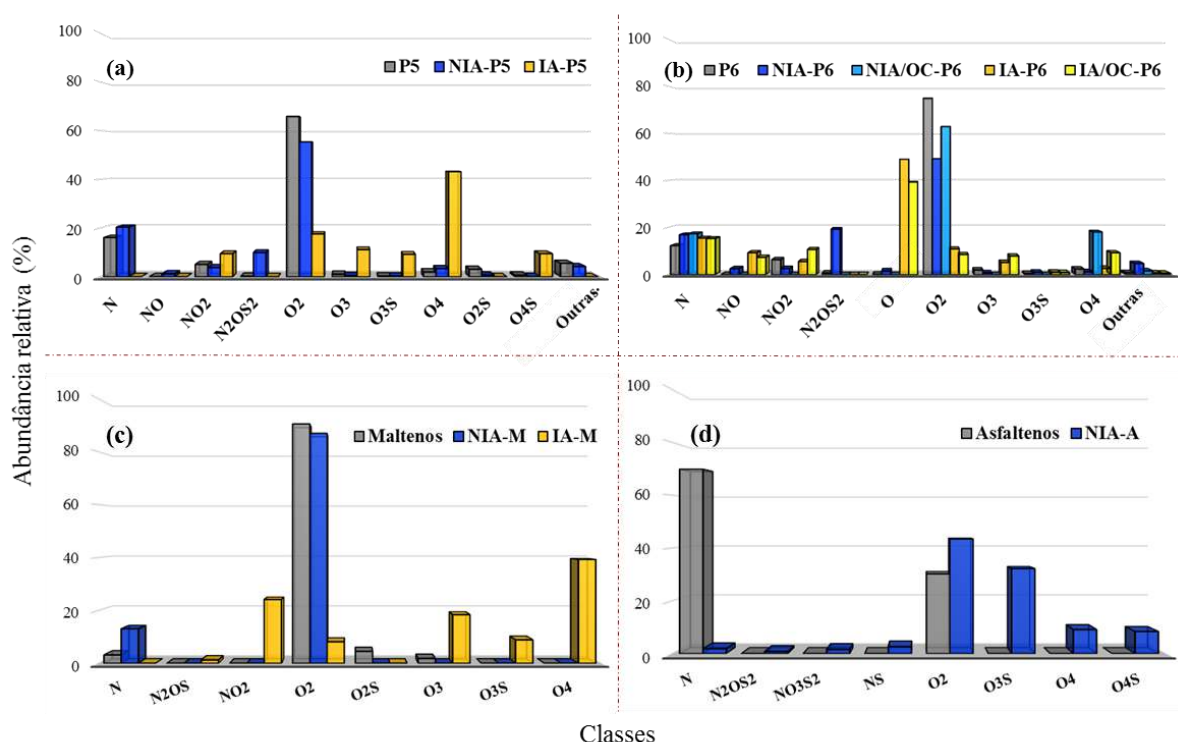 Abundância relativa (%)
(a)
P5 NIA-P5 IA-P5
100
80
60
40
20
0
N NO NO2 N2OS2 O2 O3 O3S O4 O2S O4S Outras
(b)
P6 NIA-P6 NIA/OC-P6 IA-P6 IA/OC-P6
100
80
60
40
20
0
N NO NO2 N2OS2 O O2 O3 O3S O4 Outras
(c)
Maltenos NIA-M IA-M
100
80
60
40
20
0
N N2OS NO2 O2 O2S O3 O3S O4
(d)
Asfaltenos NIA-A
100
80
60
40
20
0
N N2OS2 NO3S2 NS O2 O3S O4 O4S
Classes